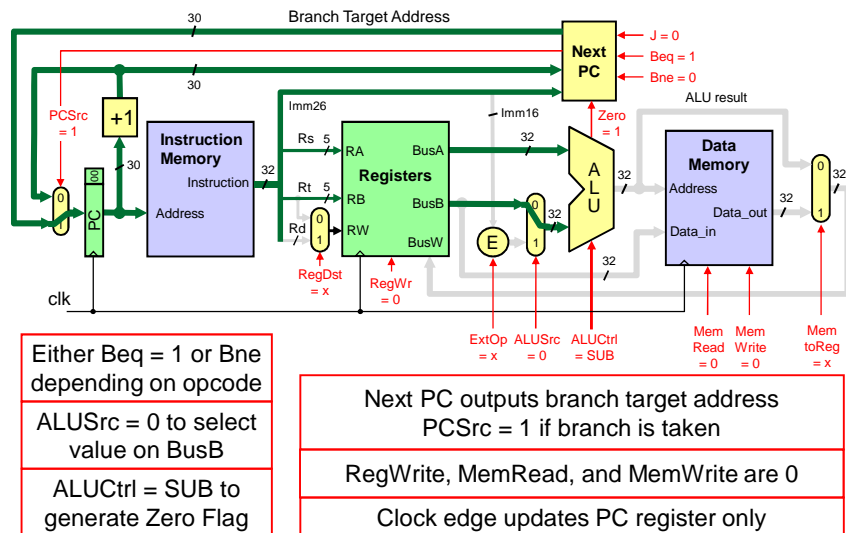 30
Branch Target Address
J = 0
Beq = 1
Bne = 0
Next
PC
30
PCSrc
= 1
+1
30
Imm26
Imm16
Zero
= 1
ALU result
Instruction
Memory
Instruction
Address
32
Rs
5
RA
BusA
32
Registers
Rt
5
RB
BusB
Rd
0
1
RW
BusW
0
1
PC
00
0
1
32
E
A
L
U
32
32
Data
Memory
Address
Data_out
Data_in
32
0
1
32
clk
RegDst
= x
RegWr
= 0
ExtOp
= x
ALUSrc
= 0
ALUCtrl
= SUB
Mem
Read
= 0
Mem
Write
= 0
Mem
toReg
= x
Either Beq = 1 or Bne
depending on opcode
ALUSrc = 0 to select
value on BusB
ALUCtrl = SUB to
generate Zero Flag
Next PC outputs branch target address
PCSrc = 1 if branch is taken
RegWrite, MemRead, and MemWrite are 0
Clock edge updates PC register only